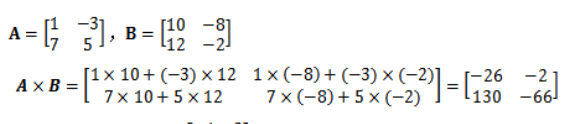 A = [1 -3 7 5], B = [10 -8 12 -2]
A × B = [1 × 10 + (-3) × 12 1 × (-8) + (-3) × (-2) 7 × 10 + 5 × 12 7 × (-8) + 5 × (-2)] = [-26 -2 130 -66]